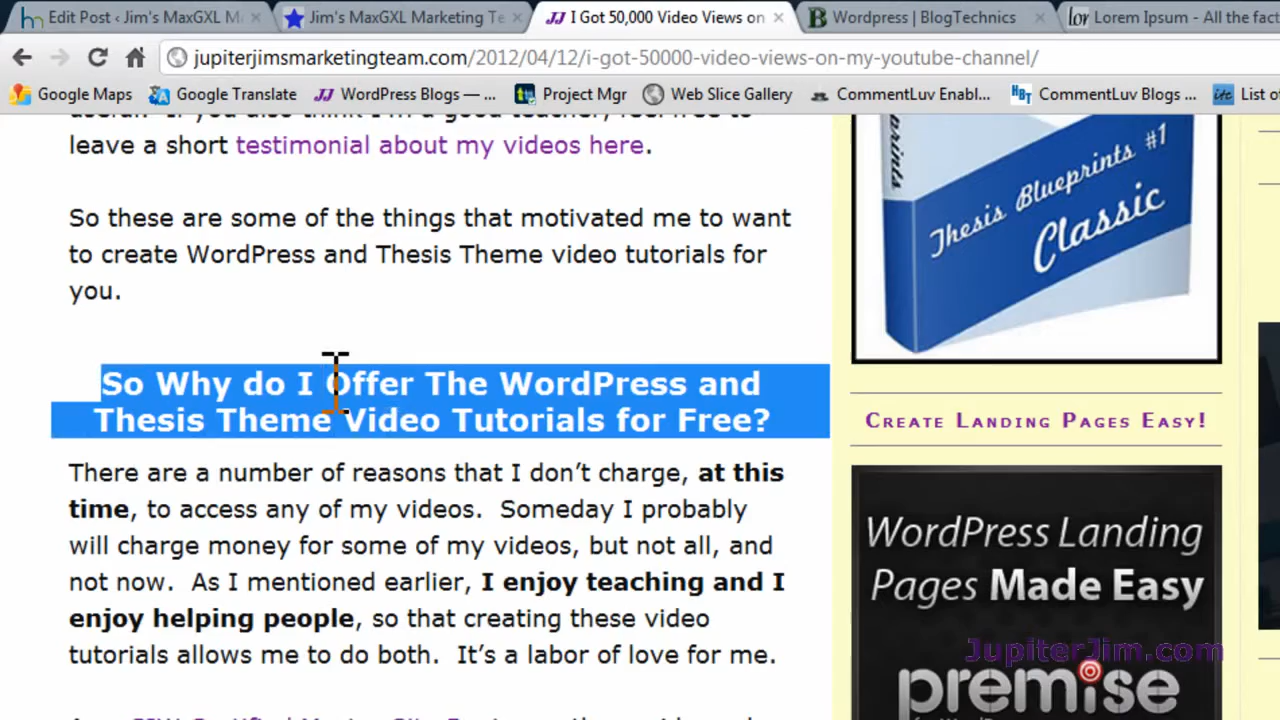 Edit Post ‹ Jim's MaxGXL M
Jim's MaxGXL Marketing Te
JJ I Got 50,000 Video Views on
B Wordpress | BlogTechnics
lor Lorem Ipsum - All the fact
jupiterjimsmarketingteam.com/2012/04/12/i-got-50000-video-views-on-my-youtube-channel/
Google Maps
Google Translate
JJ WordPress Blogs — ...
Project Mgr
Web Slice Gallery
CommentLuv Enabl...
HBT CommentLuv Blogs ...
ite List of
leave a short testimonial about my videos here.
So these are some of the things that motivated me to want
to create WordPress and Thesis Theme video tutorials for
you.
So Why do I Offer The WordPress and
Thesis Theme Video Tutorials for Free?
There are a number of reasons that I don't charge, at this
time, to access any of my videos.  Someday I probably
will charge money for some of my videos, but not all, and
not now.  As I mentioned earlier, I enjoy teaching and I
enjoy helping people, so that creating these video
tutorials allows me to do both.  It's a labor of love for me.
Thesis Blueprints #1
Classic
Create Landing Pages Easy!
WordPress Landing
Pages Made Easy
JupiterJim.com
premise